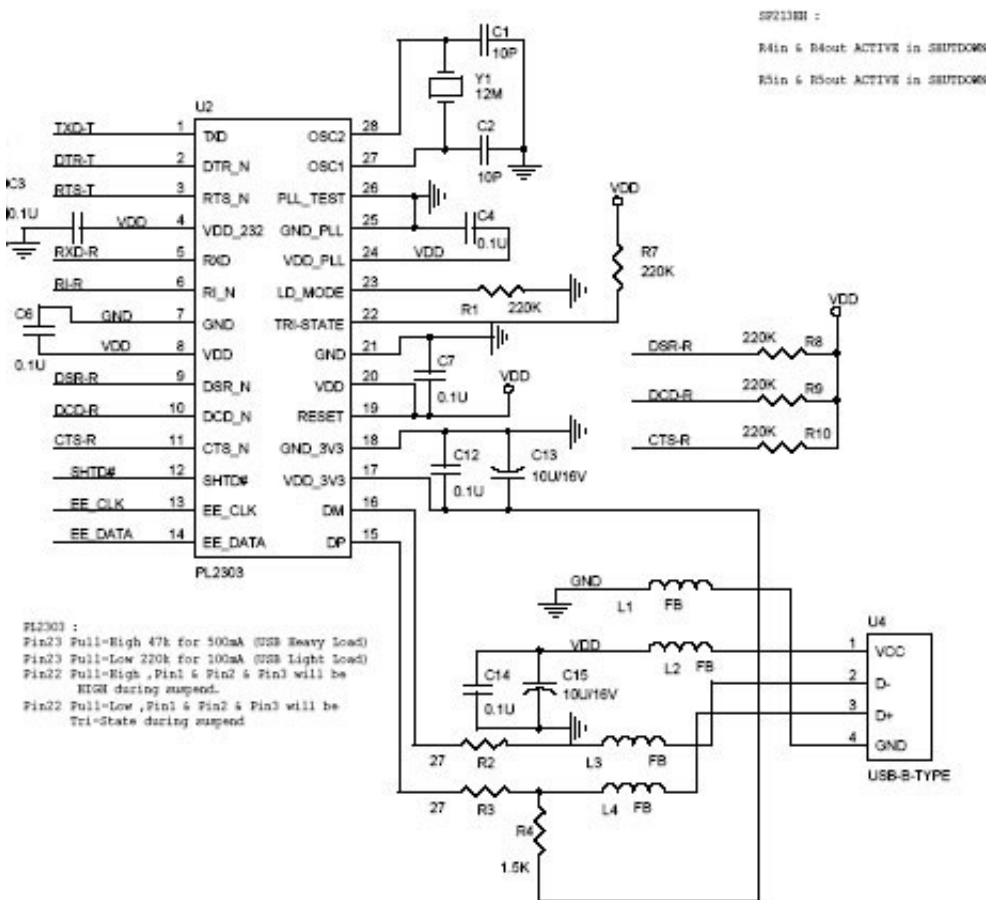 SP213EH :
R4in & R4out ACTIVE in SHUTDOWN
R5in & R5out ACTIVE in SHUTDOWN
C1
10P
Y1
12M
C2
10P
U2
TXD-T 1 TXD OSC2 28
DTR-T 2 DTR_N OSC1 27
RTS-T 3 RTS_N PLL_TEST 26
C3
0.1U
VDD 4 VDD_232 GND_PLL 25
C4
0.1U
RXD-R 5 RXD VDD_PLL 24 VDD
RI-R 6 RI_N LD_MODE 23
R1 220K
C6
0.1U
GND 7 GND TRI-STATE 22
VDD 8 VDD GND 21
DSR-R 9 DSR_N VDD 20
DCD-R 10 DCD_N RESET 19
CTS-R 11 CTS_N GND_3V3 18
SHTD# 12 SHTD# VDD_3V3 17
EE_CLK 13 EE_CLK DM 16
EE_DATA 14 EE_DATA DP 15
PL2303
VDD
R7
220K
C7
0.1U
VDD
VDD
DSR-R 220K R8
DCD-R 220K R9
CTS-R 220K R10
C12
0.1U
C13
10U/16V
PL2303 :
Pin23 Pull-High 47k for 500mA (USB Heavy Load)
Pin23 Pull-Low 220k for 100mA (USB Light Load)
Pin22 Pull-High ,Pin1 & Pin2 & Pin3 will be
HIGH during suspend.
Pin22 Pull-Low ,Pin1 & Pin2 & Pin3 will be
Tri-State during suspend
GND
L1 FB
VDD
L2 FB
C14
0.1U
C15
10U/16V
27 R2
L3 FB
27 R3
L4 FB
R4
1.5K
U4
1 VCC
2 D-
3 D+
4 GND
USB-B-TYPE